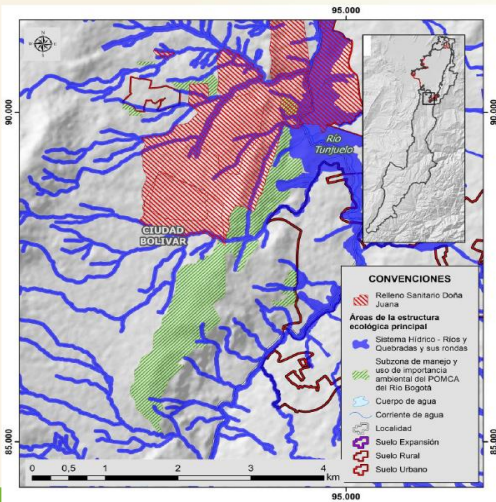 95.000
90.000
Río
Tunjuelo
CIUDAD
BOLIVAR
CONVENCIONES
Relleno Sanitario Doña
Juana
Áreas de la estructura
ecológica principal
Sistema Hídrico - Ríos y
Quebradas y sus rondas
Subzona de manejo y
uso de importancia
ambiental del POMCA
del Río Bogotá
Cuerpo de agua
Corriente de agua
Localidad
Suelo Expansión
Suelo Rural
Suelo Urbano
85.000
85.000
0 0,5 1 2 3 4
km
95.000